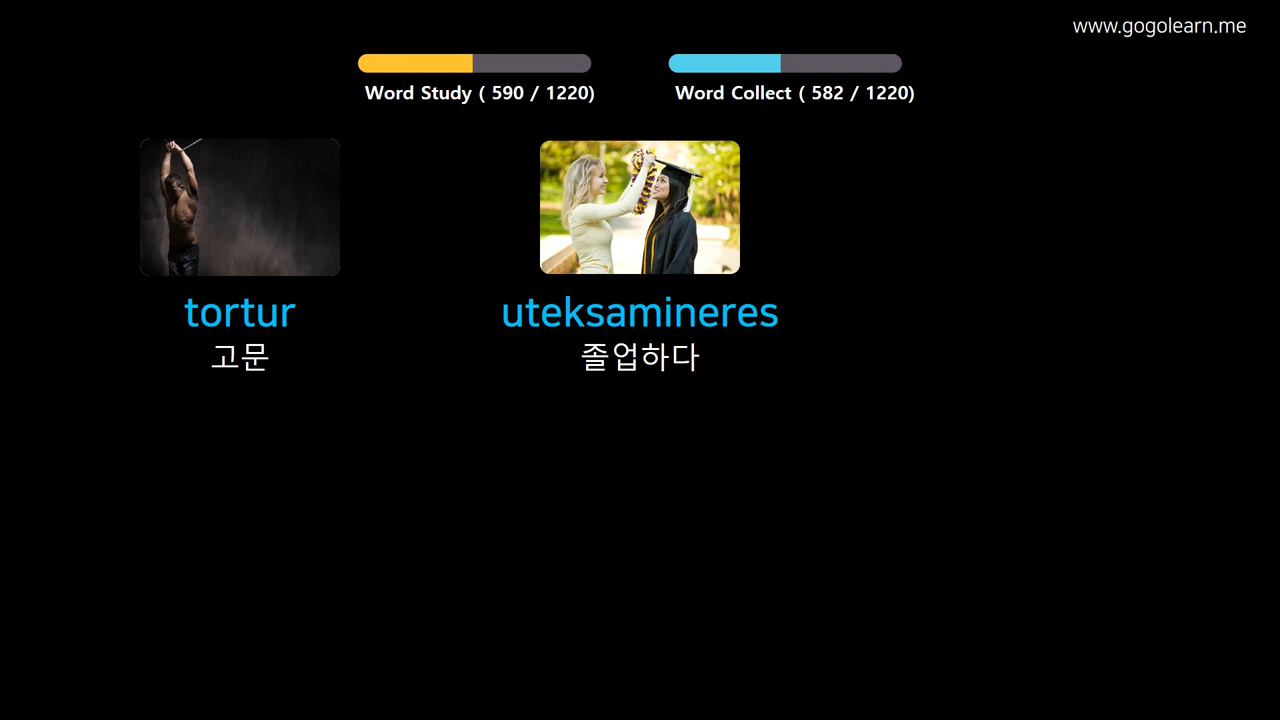 www.gogolearn.me
Word Study ( 590 / 1220)
Word Collect ( 582 / 1220)
tortur
고문
uteksamineres
졸업하다